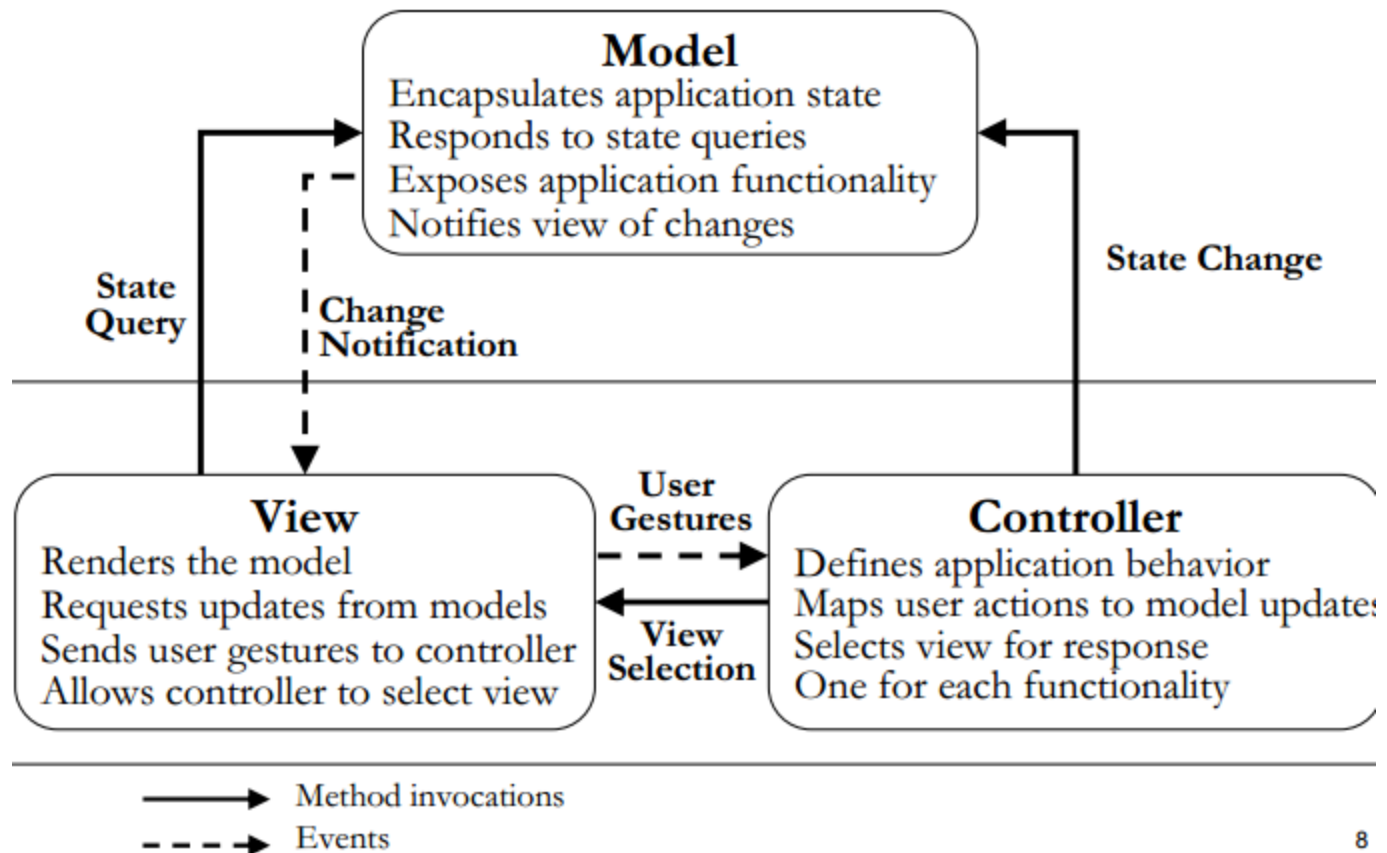 Model
Encapsulates application state
Responds to state queries
Exposes application functionality
Notifies view of changes
State
Query
Change
Notification
State Change
View
Renders the model
Requests updates from models
Sends user gestures to controller
Allows controller to select view
User
Gestures
View
Selection
Controller
Defines application behavior
Maps user actions to model updates
Selects view for response
One for each functionality
Method invocations
Events
8